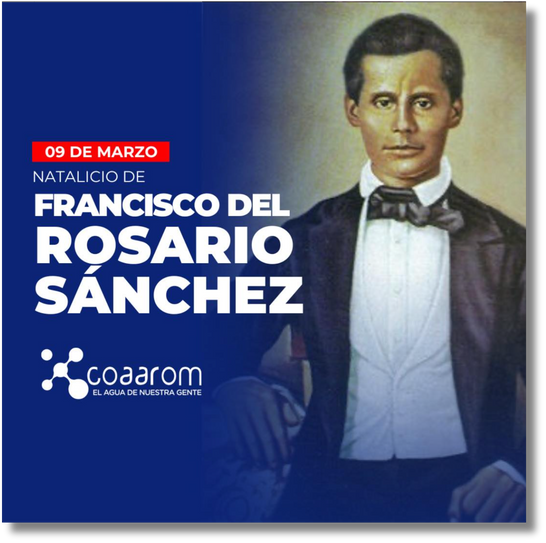 09 DE MARZO
NATALICIO DE
FRANCISCO DEL
ROSARIO
SÁNCHEZ
coaarom
EL AGUA DE NUESTRA GENTE